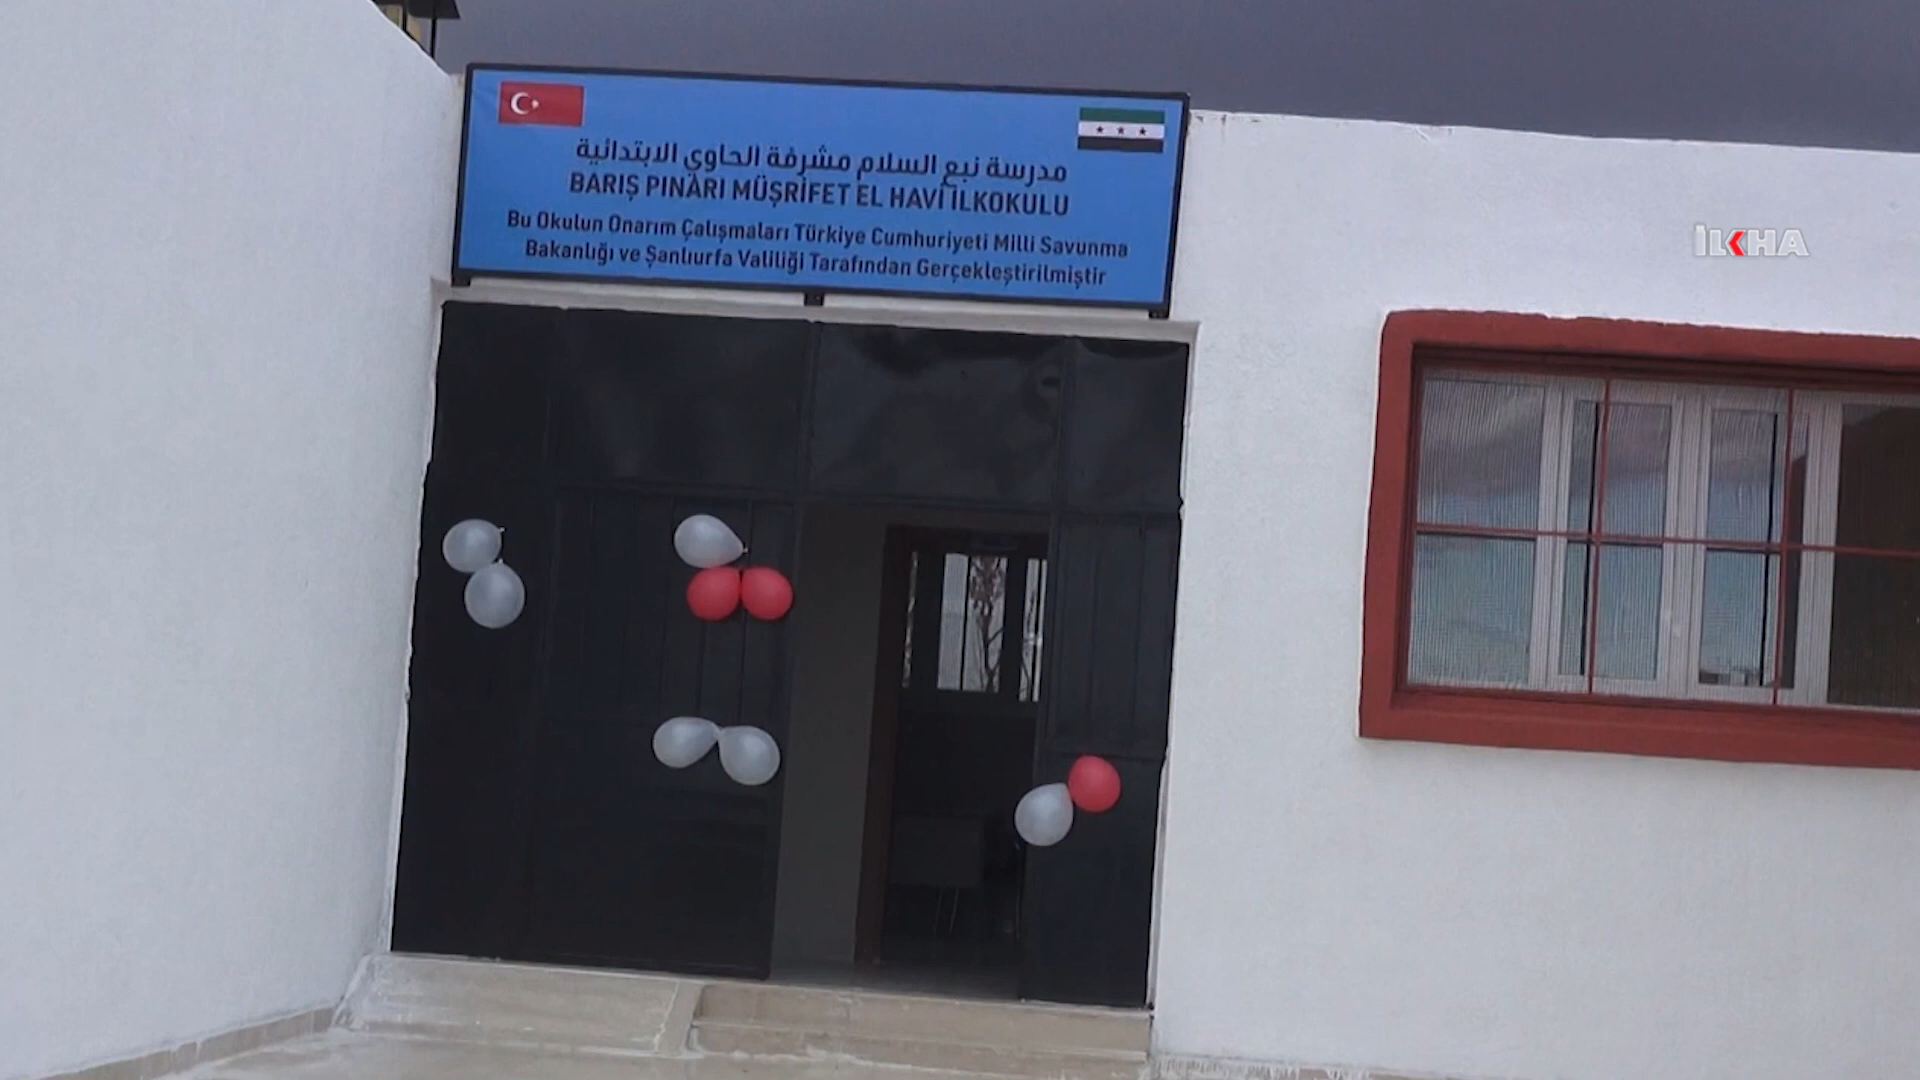 مدرسة نبع السلام مشرفة الحاوي الابتدائية
BARIŞ PINARI MÜŞRİFET EL HAVİ İLKOKULU
Bu Okulun Onarım Çalışmaları Türkiye Cumhuriyeti Milli Savunma
Bakanlığı ve Şanlıurfa Valiliği Tarafından Gerçekleştirilmiştir
İLKHA